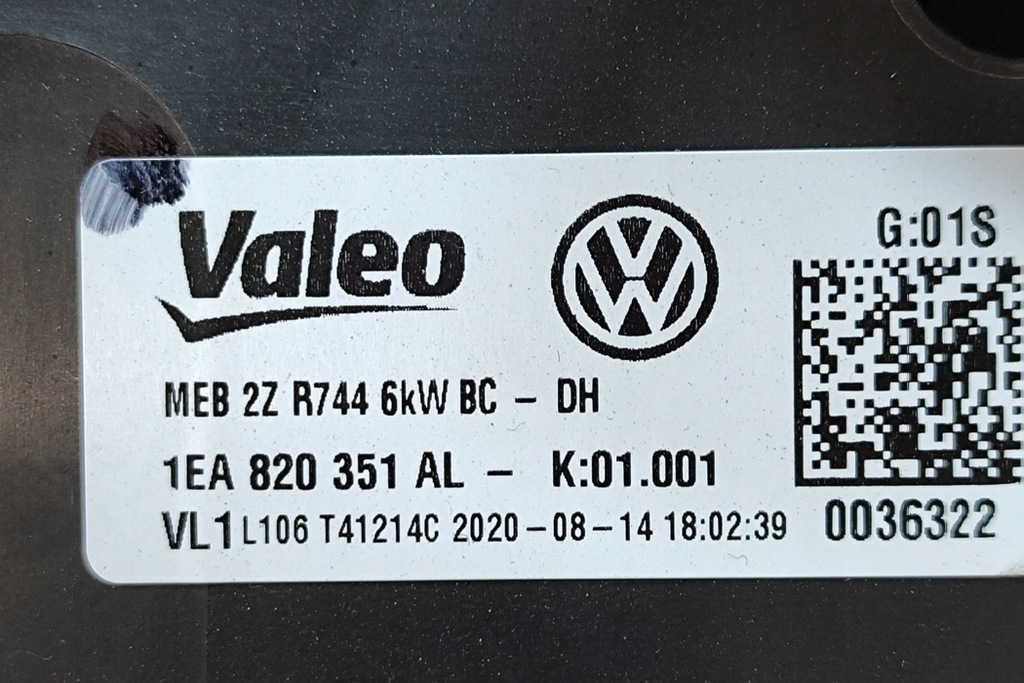 Valeo
G:01S
MEB 2Z R744 6kW BC - DH
1EA 820 351 AL - K:01.001
VL1 L106 T41214C 2020-08-14 18:02:39
0036322